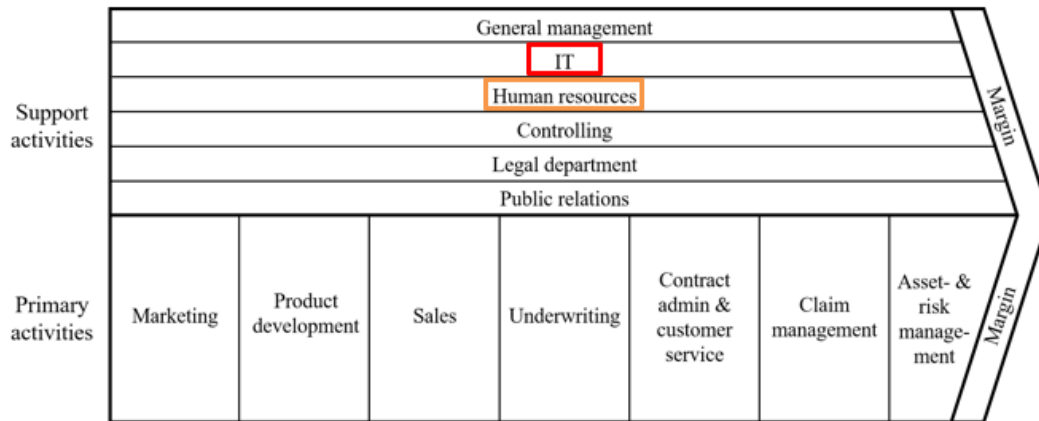 General management
IT
Human resources
Controlling
Legal department
Public relations
Support
activities
Margin
Primary
activities
Marketing
Product
development
Sales
Underwriting
Contract
admin &
customer
service
Claim
management
Asset- &
risk
manage-
ment
Margin